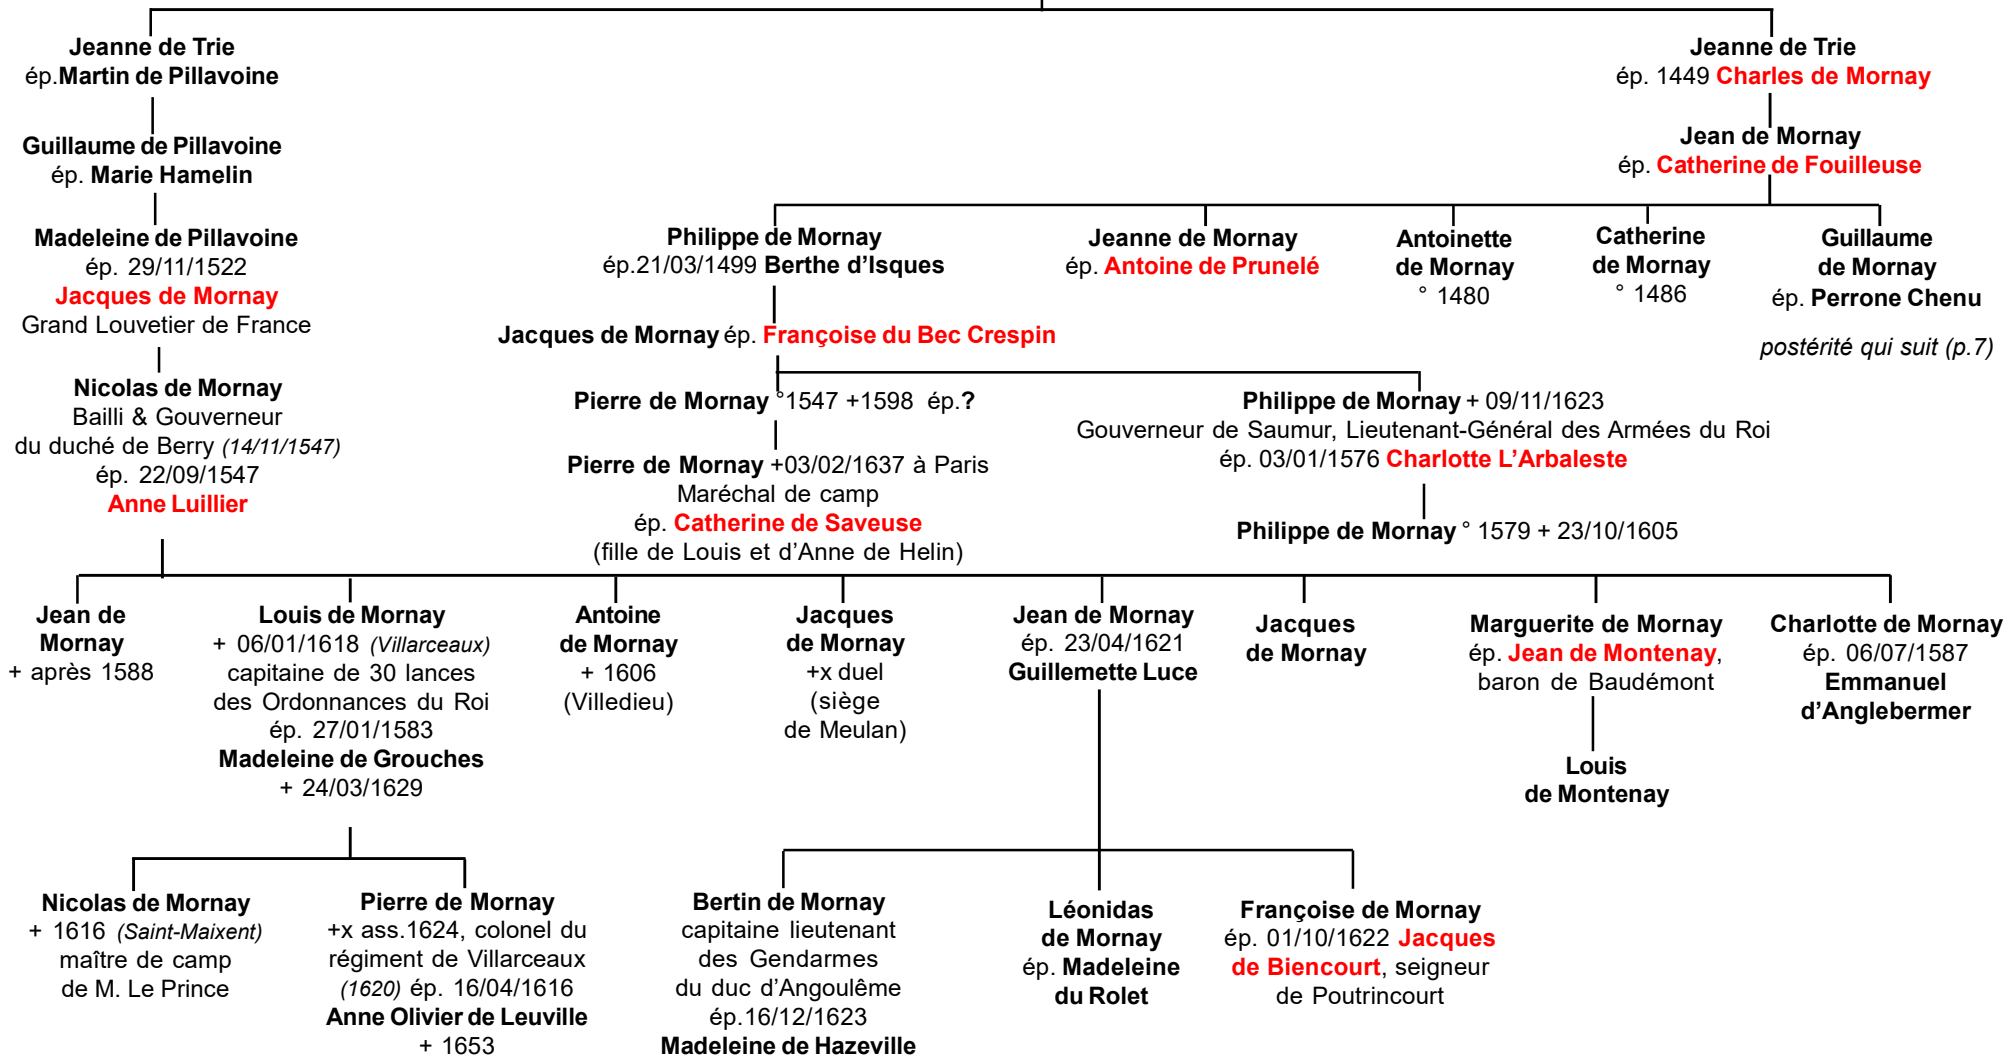 Jeanne de Trie
ép.Martin de Pillavoine
Jeanne de Trie
ép. 1449 Charles de Mornay
Guillaume de Pillavoine
ép. Marie Hamelin
Jean de Mornay
ép. Catherine de Fouilleuse
Madeleine de Pillavoine
ép. 29/11/1522
Jacques de Mornay
Grand Louvetier de France
Philippe de Mornay
ép.21/03/1499 Berthe d'Isques
Jeanne de Mornay
ép. Antoine de Prunelé
Antoinette
de Mornay
° 1480
Catherine
de Mornay
° 1486
Guillaume
de Mornay
ép. Perrone Chenu
postérité qui suit (p.7)
Jacques de Mornay ép. Françoise du Bec Crespin
Nicolas de Mornay
Bailli & Gouverneur
du duché de Berry (14/11/1547)
ép. 22/09/1547
Anne Luillier
Pierre de Mornay °1547 +1598 ép.?
Pierre de Mornay +03/02/1637 à Paris
Maréchal de camp
ép. Catherine de Saveuse
(fille de Louis et d'Anne de Helin)
Philippe de Mornay + 09/11/1623
Gouverneur de Saumur, Lieutenant-Général des Armées du Roi
ép. 03/01/1576 Charlotte L'Arbaleste
Philippe de Mornay ° 1579 + 23/10/1605
Jean de
Mornay
+ après 1588
Louis de Mornay
+ 06/01/1618 (Villarceaux)
capitaine de 30 lances
des Ordonnances du Roi
ép. 27/01/1583
Madeleine de Grouches
+ 24/03/1629
Antoine
de Mornay
+ 1606
(Villedieu)
Jacques
de Mornay
+x duel
(siège
de Meulan)
Jean de Mornay
ép. 23/04/1621
Guillemette Luce
Jacques
de Mornay
Marguerite de Mornay
ép. Jean de Montenay,
baron de Baudémont
Louis
de Montenay
Charlotte de Mornay
ép. 06/07/1587
Emmanuel
d'Anglebermer
Nicolas de Mornay
+ 1616 (Saint-Maixent)
maître de camp
de M. Le Prince
Pierre de Mornay
+x ass.1624, colonel du
régiment de Villarceaux
(1620) ép. 16/04/1616
Anne Olivier de Leuville
+ 1653
Bertin de Mornay
capitaine lieutenant
des Gendarmes
du duc d'Angoulême
ép.16/12/1623
Madeleine de Hazeville
Léonidas
de Mornay
ép. Madeleine
du Rolet
Françoise de Mornay
ép. 01/10/1622 Jacques
de Biencourt, seigneur
de Poutrincourt